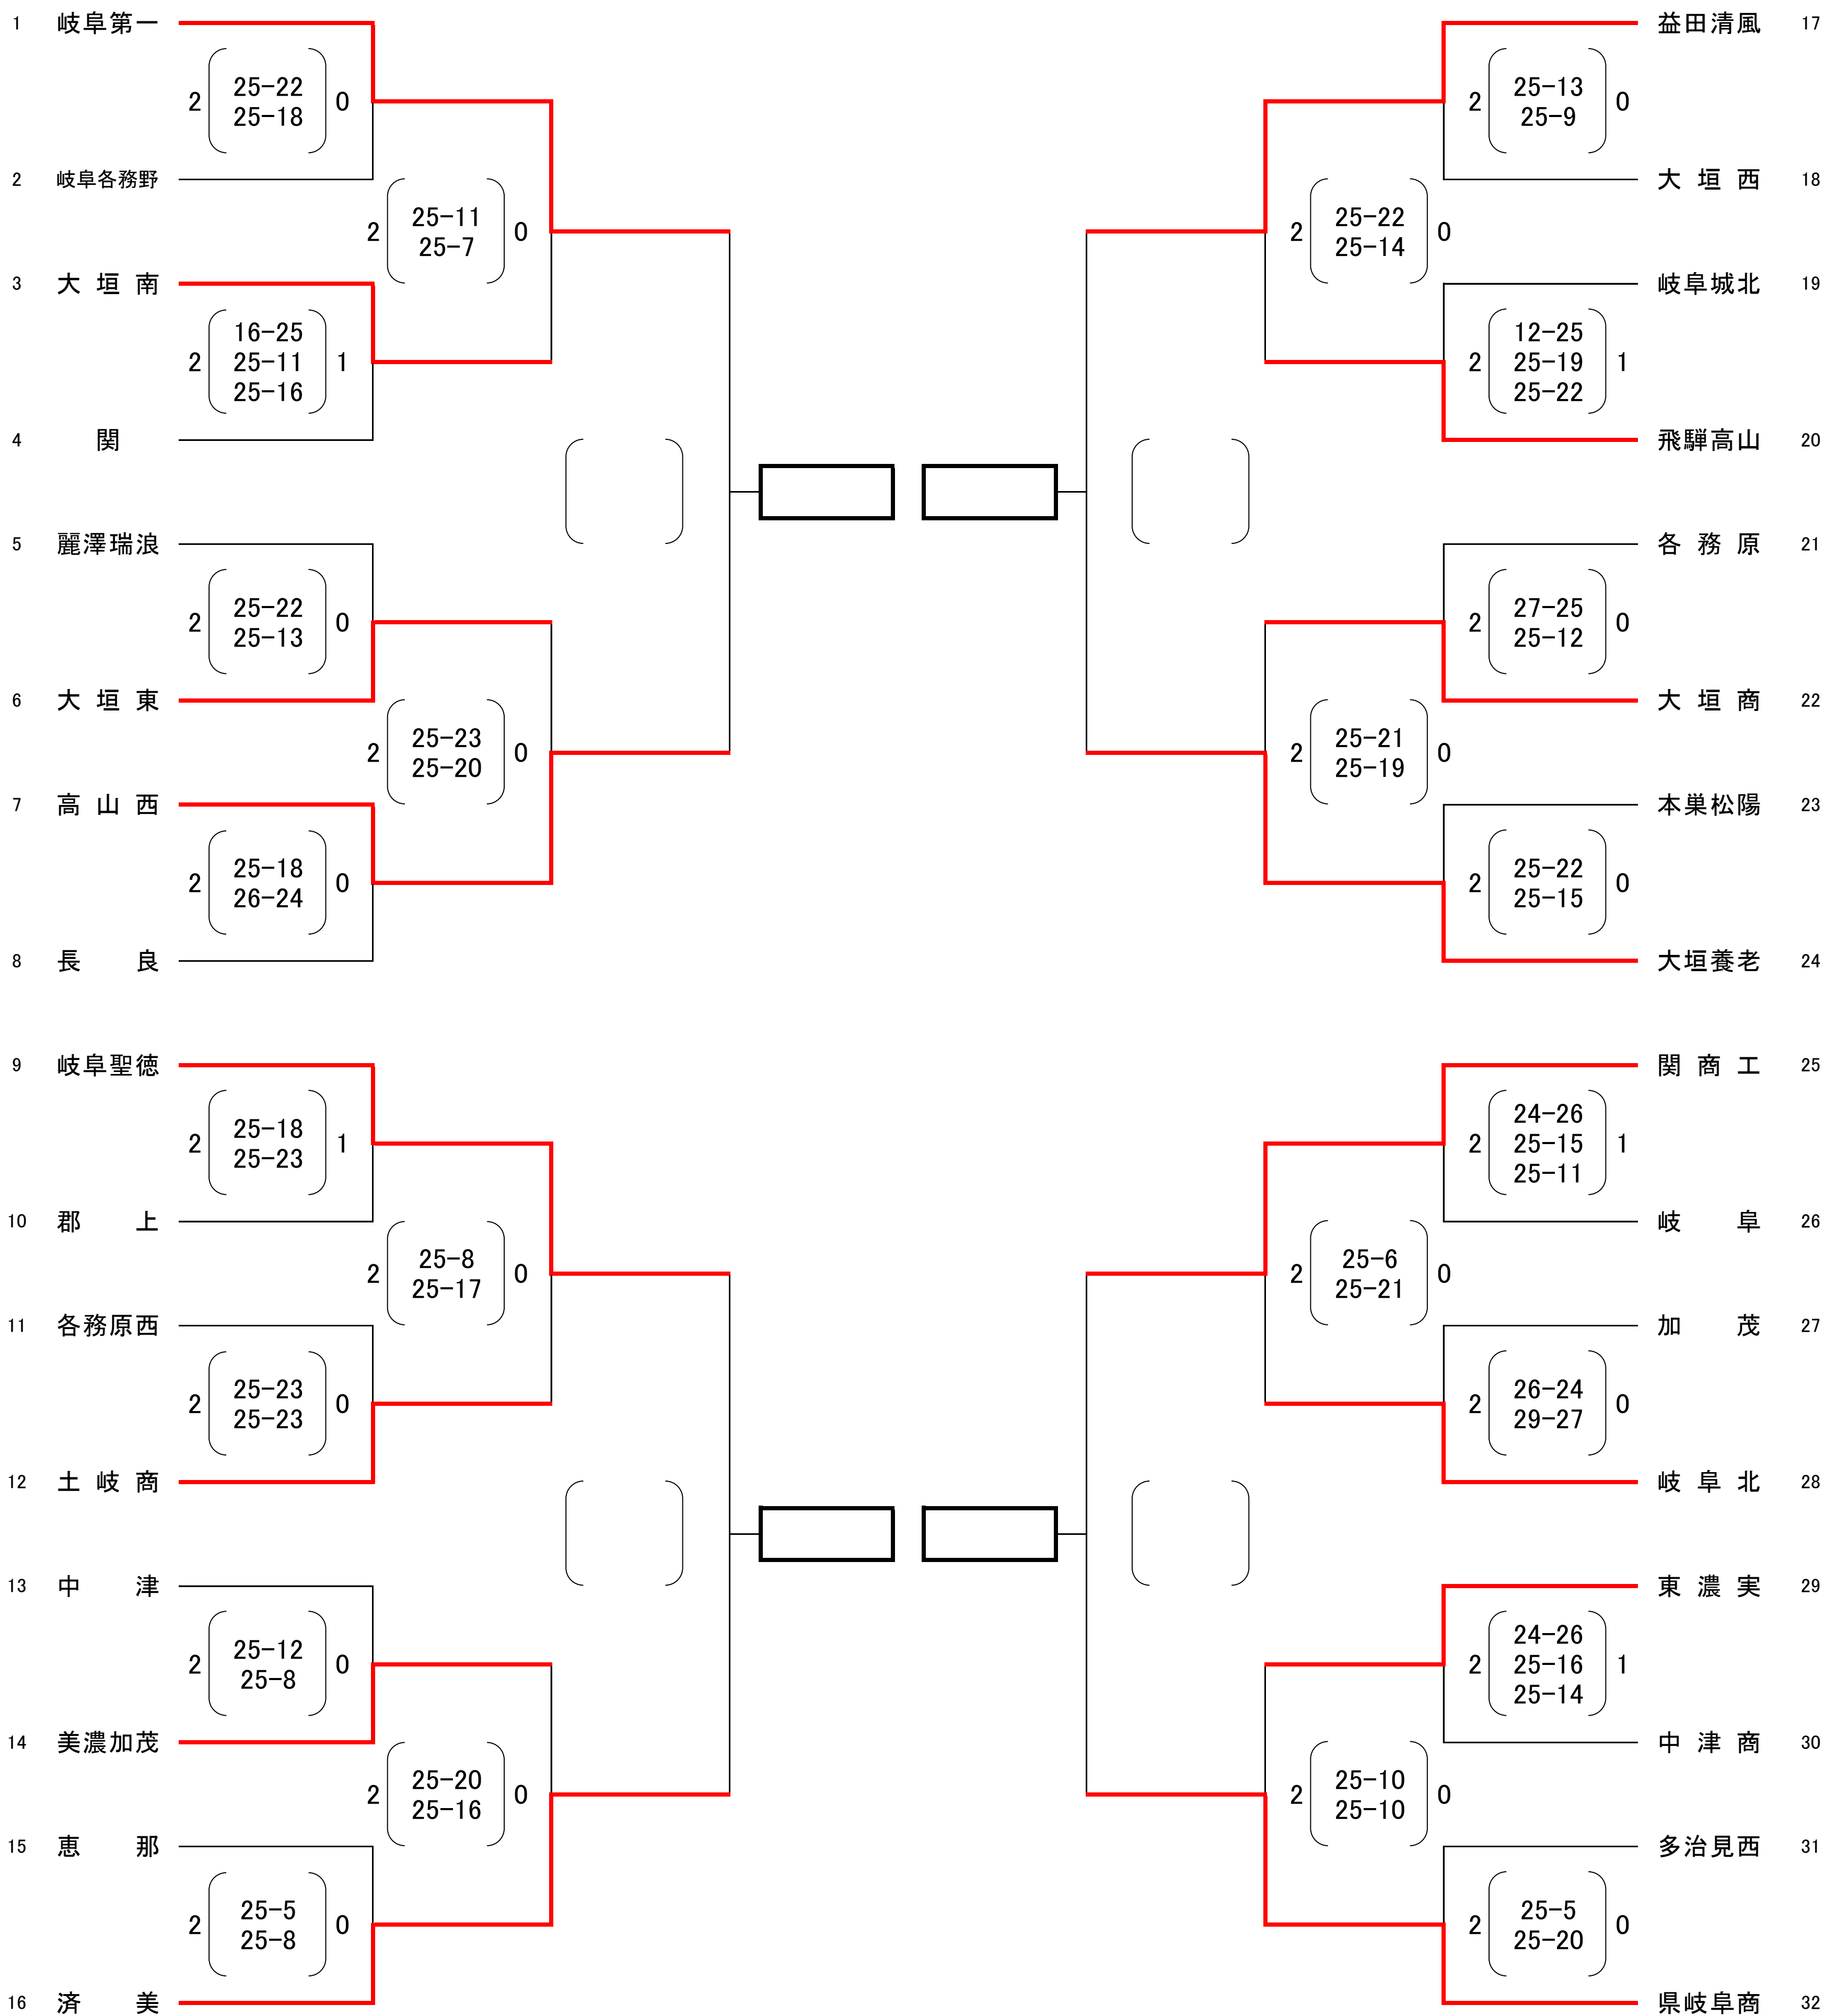 1 岐阜第一
2 25-22 0
25-18
2 岐阜各務野
2 25-11 0
25-7
3 大垣南
16-25
2 25-11 1
25-16
4 関
5 麗澤瑞浪
2 25-22 0
25-13
6 大垣東
2 25-23 0
25-20
7 高山西
2 25-18 0
26-24
8 長良
9 岐阜聖徳
2 25-18 1
25-23
10 郡上
2 25-8 0
25-17
11 各務原西
2 25-23 0
25-23
12 土岐商
13 中津
2 25-12 0
25-8
14 美濃加茂
2 25-20 0
25-16
15 恵那
2 25-5 0
25-8
16 済美
益田清風 17
2 25-13 0
25-9
大垣西 18
2 25-22 0
25-14
岐阜城北 19
12-25
2 25-19 1
25-22
飛騨高山 20
各務原 21
2 27-25 0
25-12
大垣商 22
2 25-21 0
25-19
本巣松陽 23
2 25-22 0
25-15
大垣養老 24
関商工 25
24-26
2 25-15 1
25-11
岐阜 26
2 25-6 0
25-21
加茂 27
2 26-24 0
29-27
岐阜北 28
東濃実 29
24-26
2 25-16 1
25-14
中津商 30
2 25-10 0
25-10
多治見西 31
2 25-5 0
25-20
県岐阜商 32